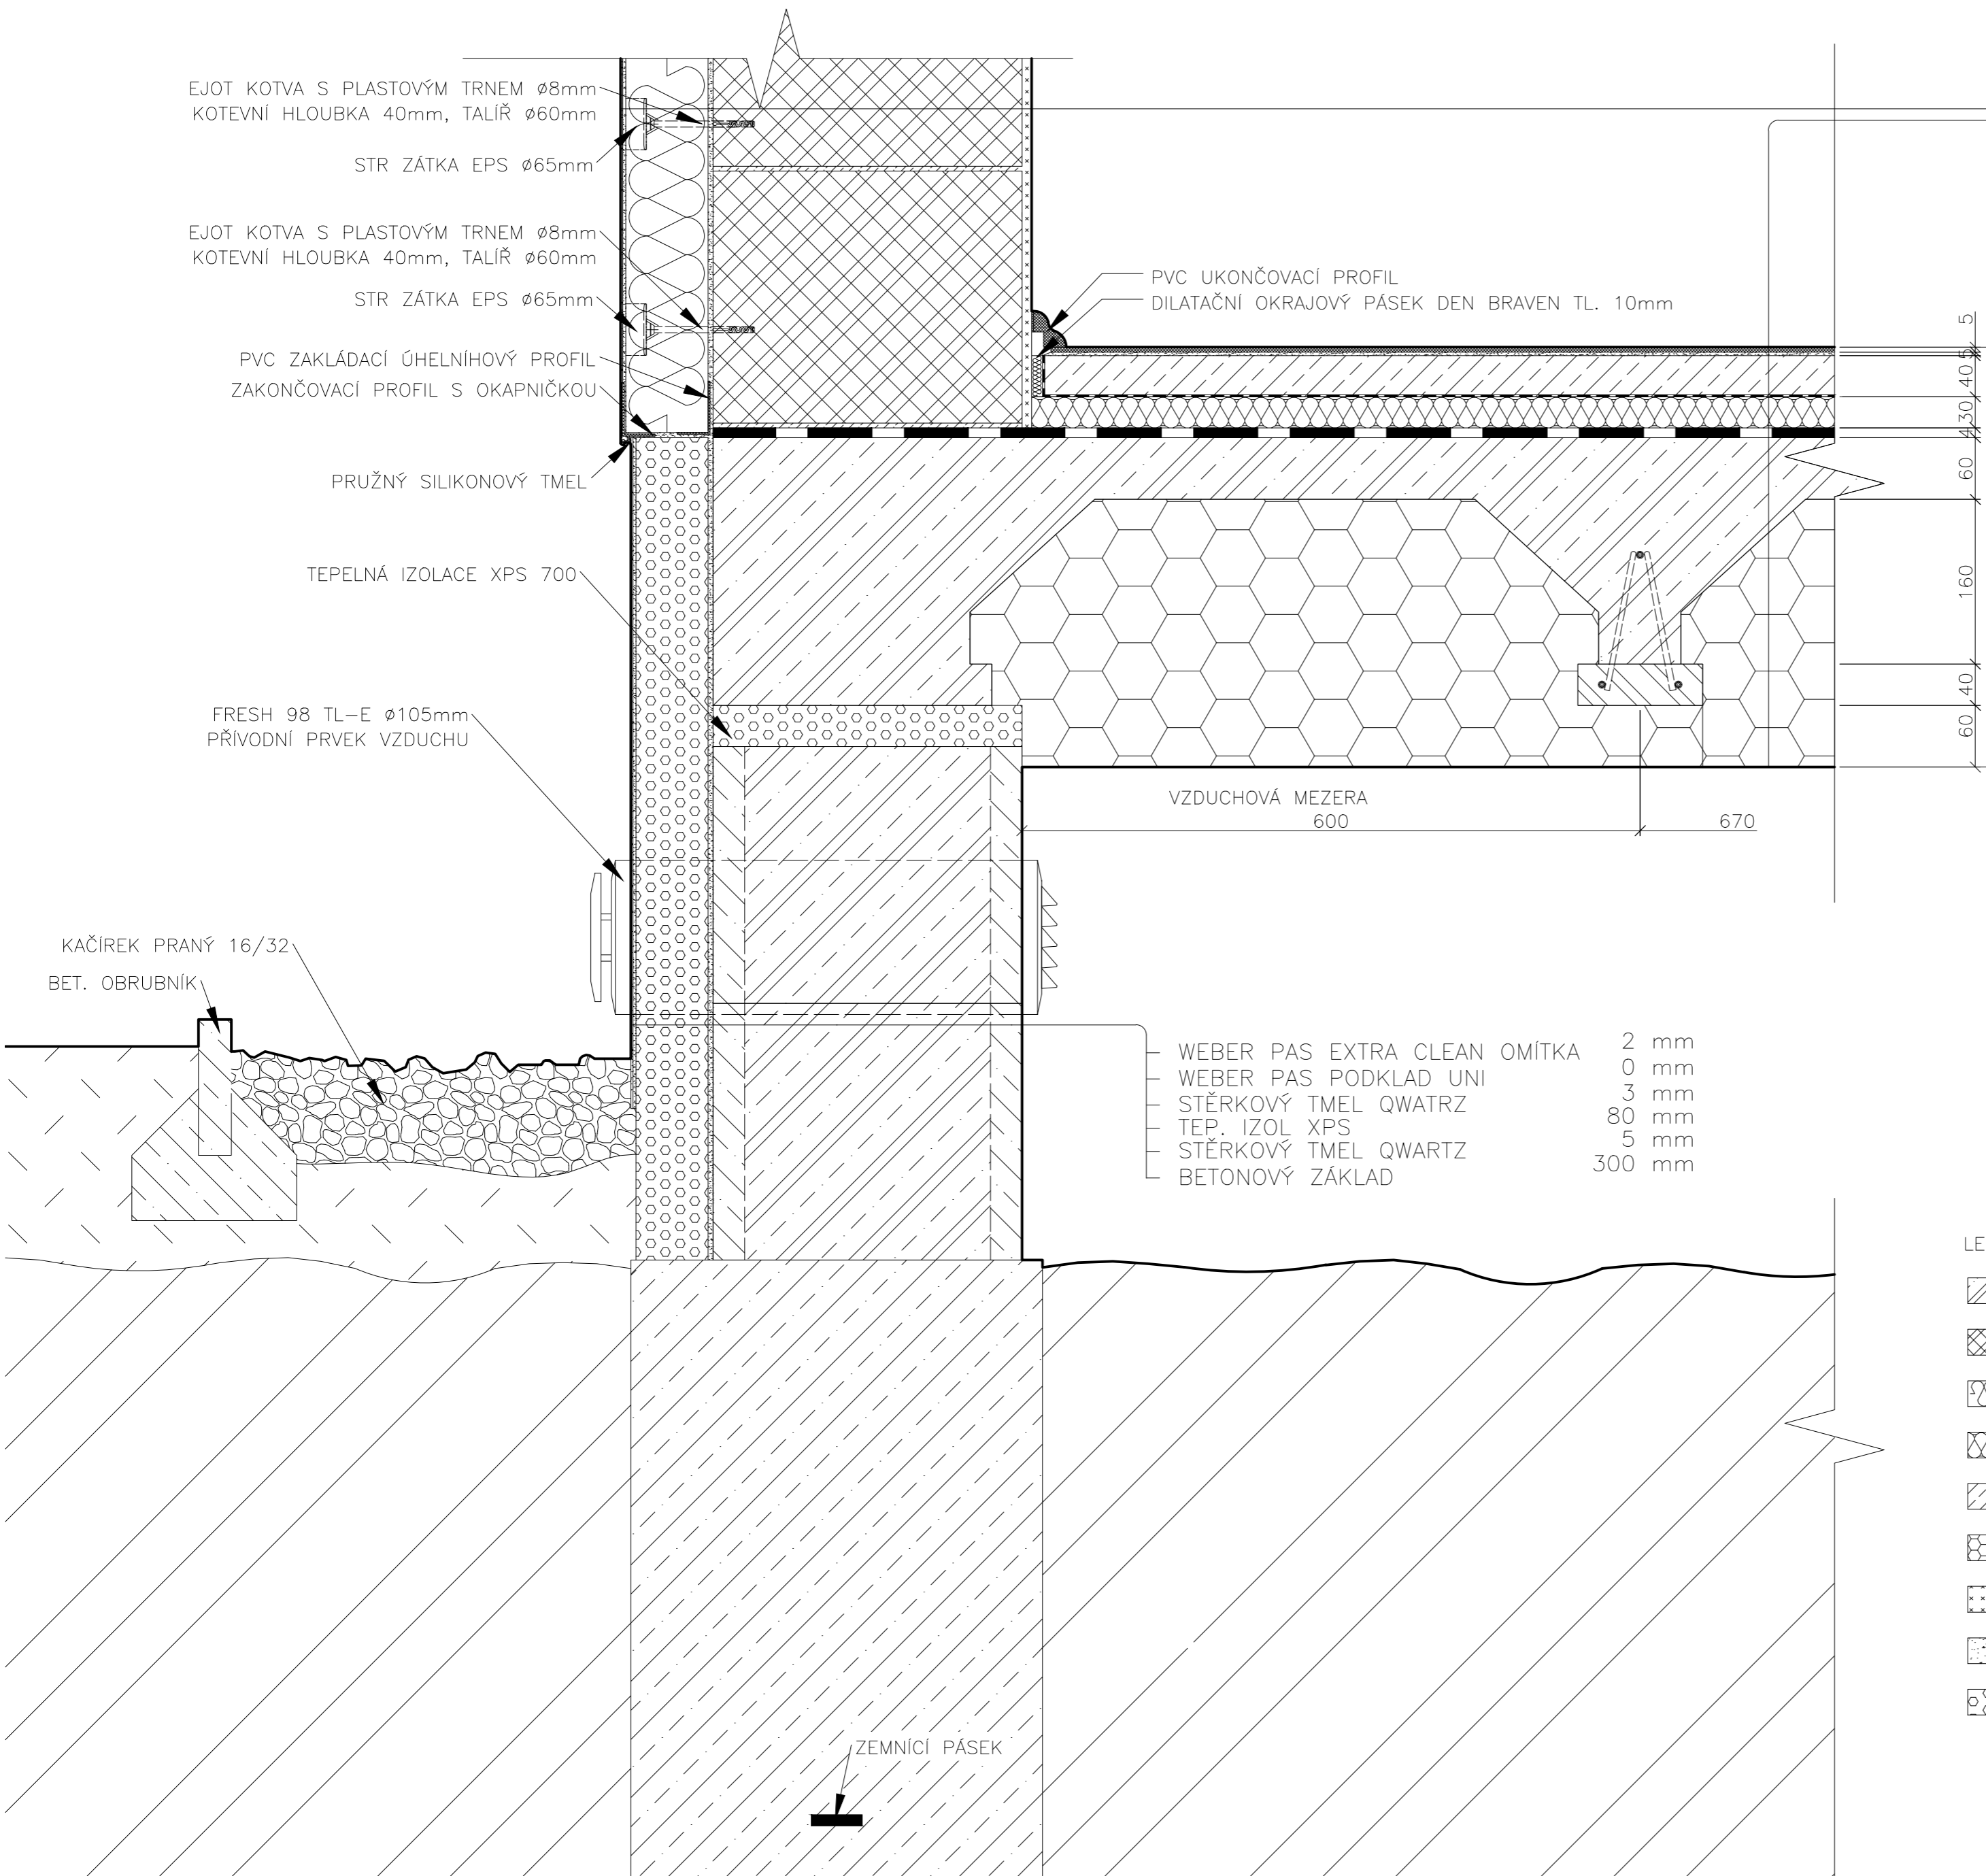 EJOT KOTVA S PLASTOVÝM TRNEM ø8mm
KOTEVNÍ HLOUBKA 40mm, TALÍŘ ø60mm
STR ZÁTKA EPS ø65mm
EJOT KOTVA S PLASTOVÝM TRNEM ø8mm
KOTEVNÍ HLOUBKA 40mm, TALÍŘ ø60mm
STR ZÁTKA EPS ø65mm
PVC ZAKLÁDACÍ ÚHELNÍHOVÝ PROFIL
ZAKONČOVACÍ PROFIL S OKAPNIČKOU
PRUŽNÝ SILIKONOVÝ TMEL
TEPELNÁ IZOLACE XPS 700
FRESH 98 TL-E ø105mm
PŘÍVODNÍ PRVEK VZDUCHU
KAČÍREK PRANÝ 16/32
BET. OBRUBNÍK
PVC UKONČOVACÍ PROFIL
DILATAČNÍ OKRAJOVÝ PÁSEK DEN BRAVEN TL. 10mm
5
5
40
30
4
60
160
40
60
VZDUCHOVÁ MEZERA
600
670
WEBER PAS EXTRA CLEAN OMÍTKA 2 mm
WEBER PAS PODKLAD UNI 0 mm
STĚRKOVÝ TMEL QWATRZ 3 mm
TEP. IZOL XPS 80 mm
STĚRKOVÝ TMEL QWARTZ 5 mm
BETONOVÝ ZÁKLAD 300 mm
LE
ZEMNÍCÍ PÁSEK